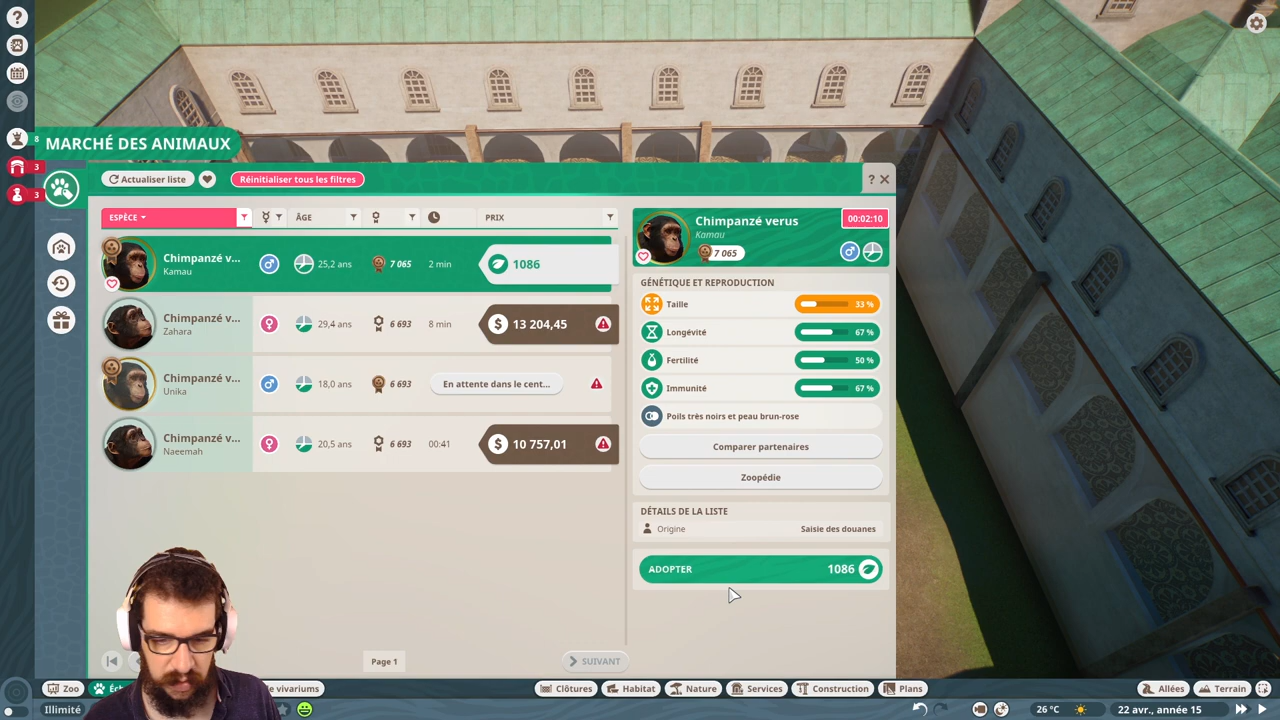 8
MARCHÉ DES ANIMAUX
3
3
Actualiser liste
Réinitialiser tous les filtres
?
ESPÈCE
ÂGE
PRIX
Chimpanzé v...
Kamau
25,2 ans
7 065
2 min
1086
Chimpanzé v...
Zahara
29,4 ans
6 693
8 min
$ 13 204,45
Chimpanzé v...
Unika
18,0 ans
6 693
En attente dans le cent...
Chimpanzé v...
Naeemah
20,5 ans
6 693
00:41
$ 10 757,01
Page 1
SUIVANT
Chimpanzé verus
Kamau
7 065
00:02:10
GÉNÉTIQUE ET REPRODUCTION
Taille
33 %
Longévité
67 %
Fertilité
50 %
Immunité
67 %
Poils très noirs et peau brun-rose
Comparer partenaires
Zoopédie
DÉTAILS DE LA LISTE
Origine
Saisie des douanes
ADOPTER
1086
Zoo
vivariums
Clôtures
Habitat
Nature
Services
Construction
Plans
Allées
Terrain
Illimité
26 °C
22 avr., année 15